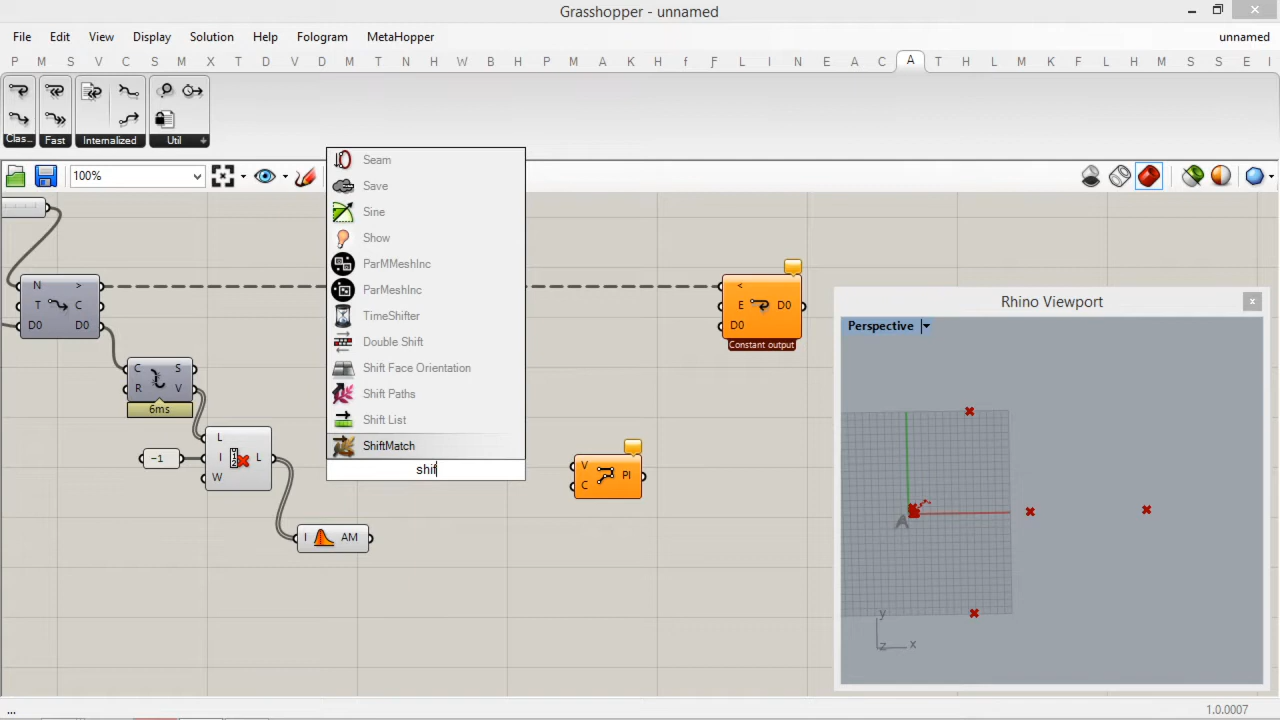 Grasshopper - unnamed
File Edit View Display Solution Help Fologram MetaHopper unnamed
P M S V C S M X T D V D M T N H W S P M A K F L I N E A C A T H M P L H M S S E I
Clas... Fast Internalized Util
100%
Seam
Save
Sine
Show
ParMMeshInc
ParMeshInc
TimeShifter
Double Shift
Shift Face Orientation
Shift Paths
Shift List
ShiftMatch
shif
N >
T C
D0 D0
C S
R V
6ms
L
I L
W
-1
I AM
V
C PI
<
E D0
D0
Constant output
Rhino Viewport
Perspective
A
y
z x
...
1.0.0007